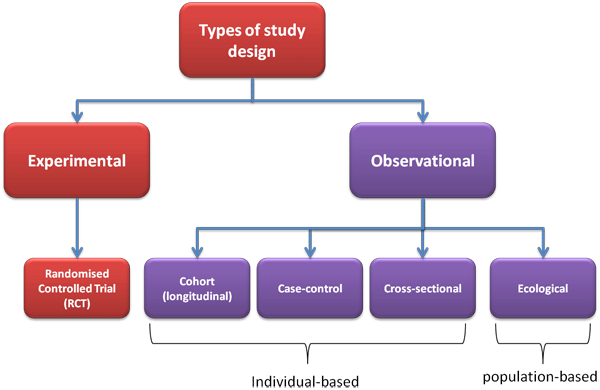 Types of study
design
Experimental
Observational
Randomised
Controlled Trial
(RCT)
Cohort
(longitudinal)
Case-control
Cross-sectional
Ecological
Individual-based
population-based